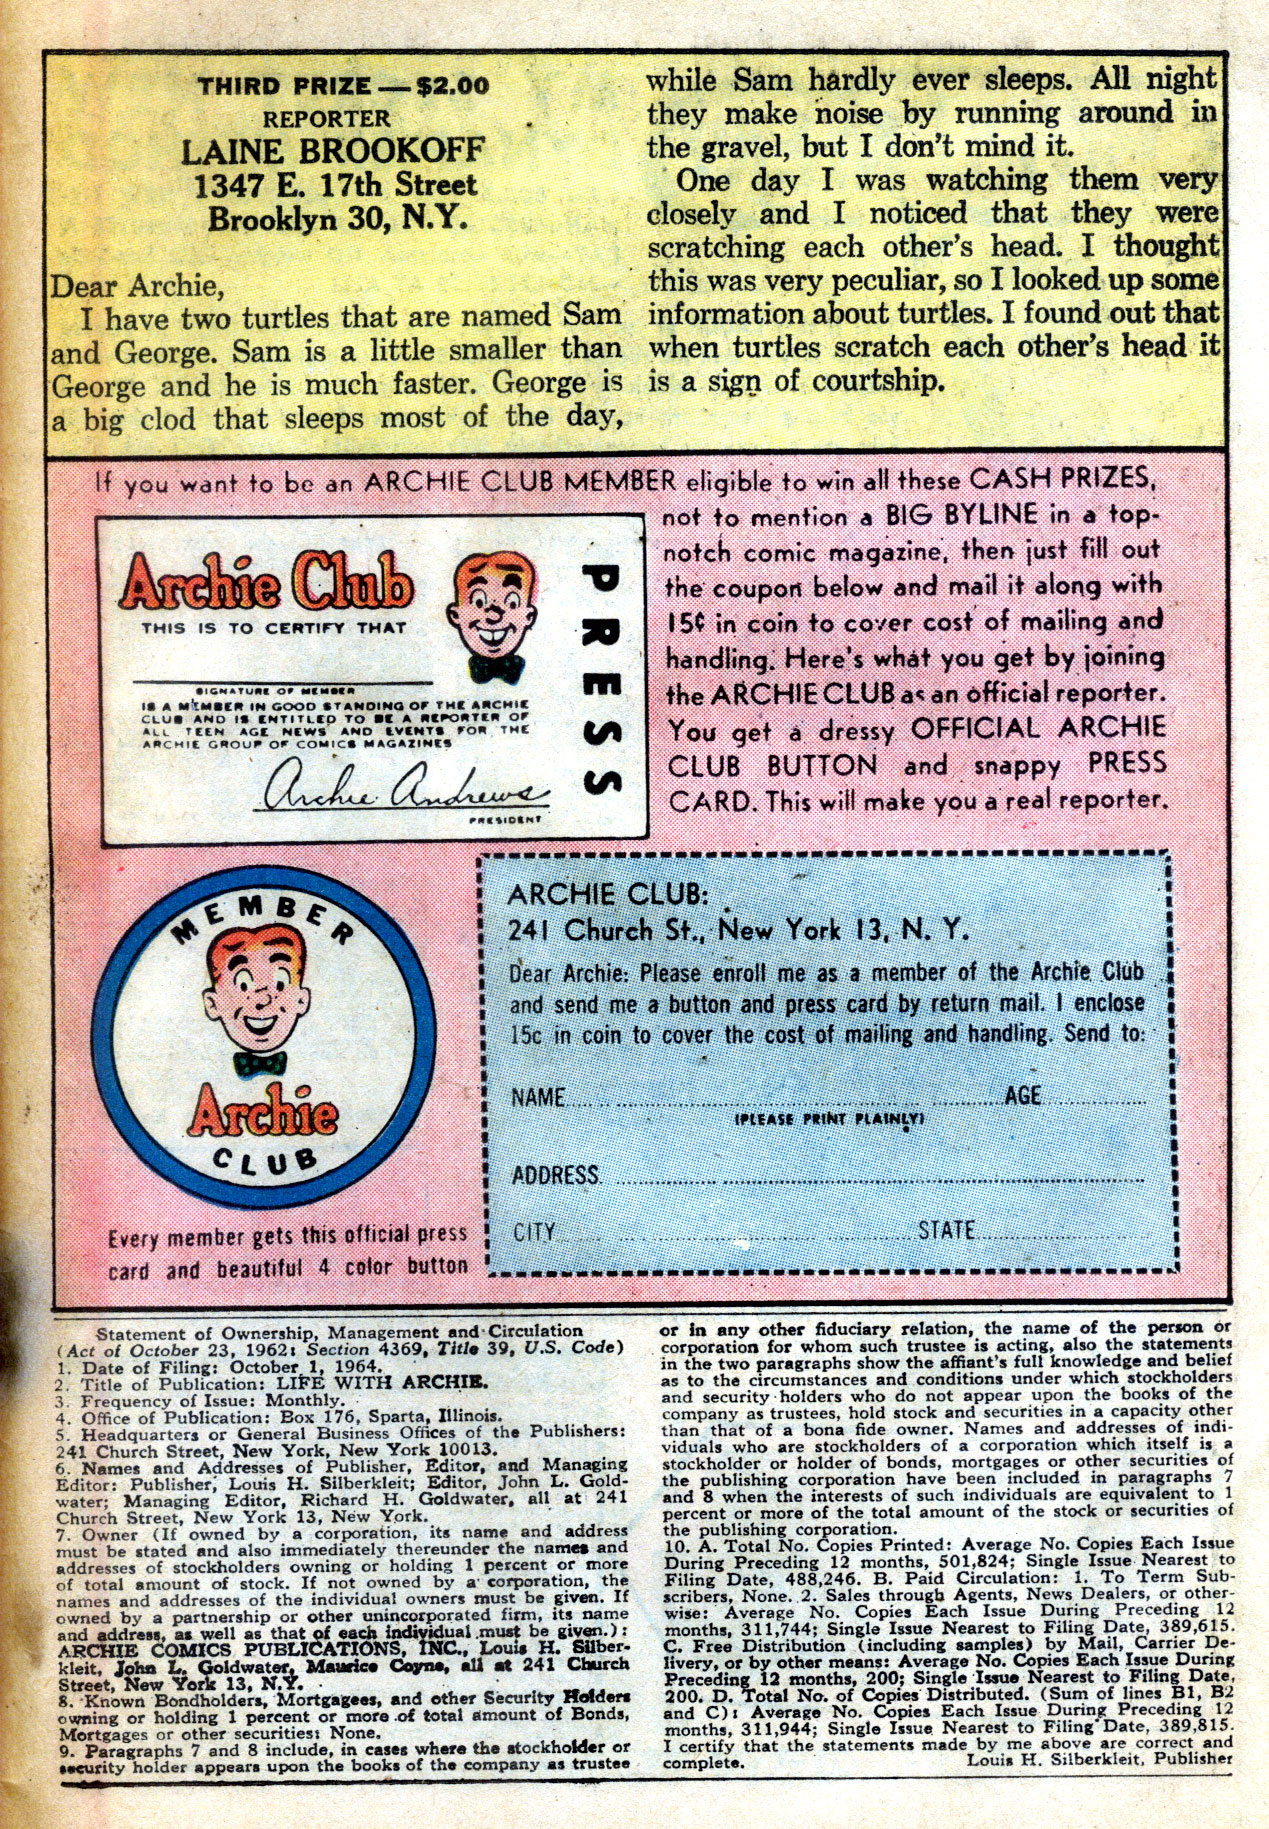 THIRD PRIZE — $2.00
REPORTER
LAINE BROOKOFF
1347 E. 17th Street
Brooklyn 30, N.Y.
Dear Archie,
I have two turtles that are named Sam
and George. Sam is a little smaller than
George and he is much faster. George is
a big clod that sleeps most of the day,
while Sam hardly ever sleeps. All night
they make noise by running around in
the gravel, but I don't mind it.
One day I was watching them very
closely and I noticed that they were
scratching each other's head. I thought
this was very peculiar, so I looked up some
information about turtles. I found out that
when turtles scratch each other's head it
is a sign of courtship.
If you want to be an ARCHIE CLUB MEMBER eligible to win all these CASH PRIZES,
not to mention a BIG BYLINE in a top-
notch comic magazine, then just fill out
the coupon below and mail it along with
15¢ in coin to cover cost of mailing and
handling. Here's what you get by joining
the ARCHIE CLUB as an official reporter.
You get a dressy OFFICIAL ARCHIE
CLUB BUTTON and snappy PRESS
CARD. This will make you a real reporter.
Archie Club
THIS IS TO CERTIFY THAT
SIGNATURE OF MEMBER
IS A MEMBER IN GOOD STANDING OF THE ARCHIE
CLUB AND IS ENTITLED TO BE A REPORTER OF
ALL TEEN AGE NEWS AND EVENTS FOR THE
ARCHIE GROUP OF COMICS MAGAZINES
Archie Andrews
PRESIDENT
PRESS
MEMBER
Archie
CLUB
Every member gets this official press
card and beautiful 4 color button
ARCHIE CLUB:
241 Church St., New York 13, N. Y.
Dear Archie: Please enroll me as a member of the Archie Club
and send me a button and press card by return mail. I enclose
15c in coin to cover the cost of mailing and handling. Send to:
NAME AGE
(PLEASE PRINT PLAINLY)
ADDRESS
CITY STATE
Statement of Ownership, Management and Circulation
(Act of October 23, 1962; Section 4369, Title 39, U.S. Code)
1. Date of Filing: October 1, 1964.
2. Title of Publication: LIFE WITH ARCHIE.
3. Frequency of Issue: Monthly.
4. Office of Publication: Box 176, Sparta, Illinois.
5. Headquarters or General Business Offices of the Publishers:
241 Church Street, New York, New York 10013.
6. Names and Addresses of Publisher, Editor, and Managing
Editor: Publisher, Louis H. Silberkleit; Editor, John L. Gold-
water; Managing Editor, Richard H. Goldwater, all at 241
Church Street, New York 13, New York.
7. Owner (If owned by a corporation, its name and address
must be stated and also immediately thereunder the names and
addresses of stockholders owning or holding 1 percent or more
of total amount of stock. If not owned by a corporation, the
names and addresses of the individual owners must be given. If
owned by a partnership or other unincorporated firm, its name
and address, as well as that of each individual must be given.):
ARCHIE COMICS PUBLICATIONS, INC., Louis H. Silber-
kleit, John L. Goldwater, Maurice Coyne, all at 241 Church
Street, New York 13, N.Y.
8. Known Bondholders, Mortgagees, and other Security Holders
owning or holding 1 percent or more of total amount of Bonds,
Mortgages or other securities: None.
9. Paragraphs 7 and 8 include, in cases where the stockholder or
security holder appears upon the books of the company as trustee
or in any other fiduciary relation, the name of the person or
corporation for whom such trustee is acting, also the statements
in the two paragraphs show the affiant's full knowledge and belief
as to the circumstances and conditions under which stockholders
and security holders who do not appear upon the books of the
company as trustees, hold stock and securities in a capacity other
than that of a bona fide owner. Names and addresses of indi-
viduals who are stockholders of a corporation which itself is a
stockholder or holder of bonds, mortgages or other securities of
the publishing corporation have been included in paragraphs 7
and 8 when the interests of such individuals are equivalent to 1
percent or more of the total amount of the stock or securities of
the publishing corporation.
10. A. Total No. Copies Printed: Average No. Copies Each Issue
During Preceding 12 months, 501,824; Single Issue Nearest to
Filing Date, 488,246. B. Paid Circulation: 1. To Term Sub-
scribers, None. 2. Sales through Agents, News Dealers, or other-
wise: Average No. Copies Each Issue During Preceding 12
months, 311,744; Single Issue Nearest to Filing Date, 389,615.
C. Free Distribution (including samples) by Mail, Carrier De-
livery, or by other means: Average No. Copies Each Issue During
Preceding 12 months, 200; Single Issue Nearest to Filing Date,
200. D. Total No. of Copies Distributed. (Sum of lines B1, B2
and C): Average No. Copies Each Issue During Preceding 12
months, 311,944; Single Issue Nearest to Filing Date, 389,815.
I certify that the statements made by me above are correct and
complete. Louis H. Silberkleit, Publisher